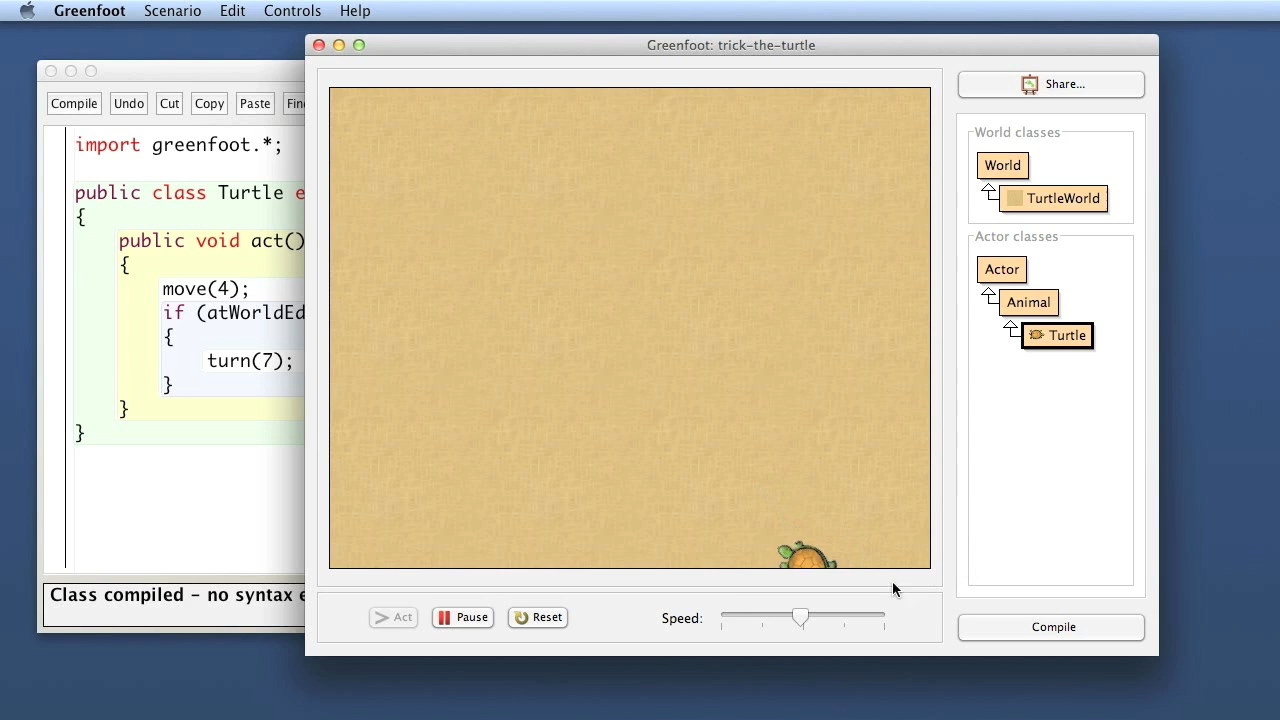 Greenfoot Scenario Edit Controls Help
Greenfoot: trick-the-turtle
Compile Undo Cut Copy Paste
import greenfoot.*;
public class Turtle e
{
public void act()
{
move(4);
if (atWorldEd
{
turn(7);
}
}
}
Class compiled – no syntax e
Act Pause Reset Speed:
Share...
World classes
World
TurtleWorld
Actor classes
Actor
Animal
Turtle
Compile